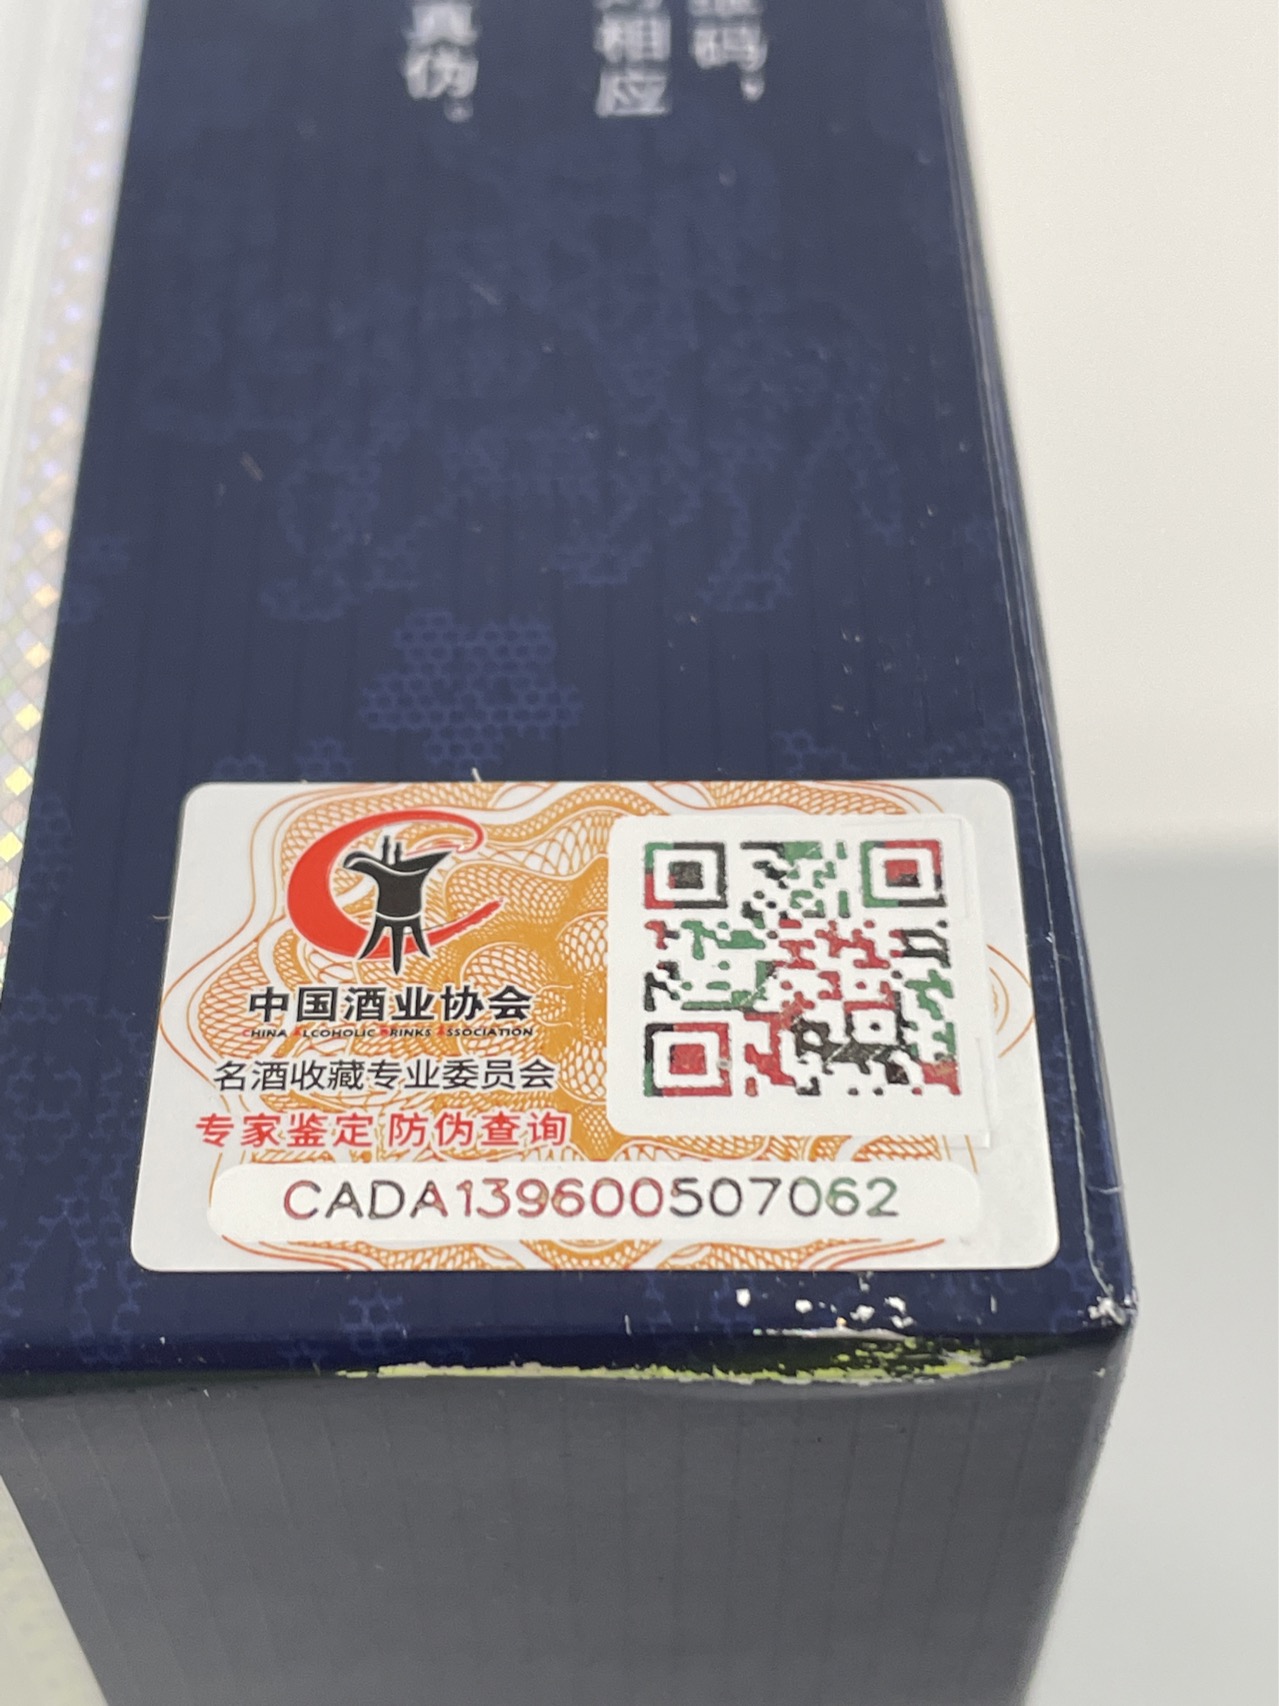 码，
相应
真伪。
中国酒业协会
CHINA ALCOHOLIC DRINKS ASSOCIATION
名酒收藏专业委员会
专家鉴定 防伪查询
CADA139600507062